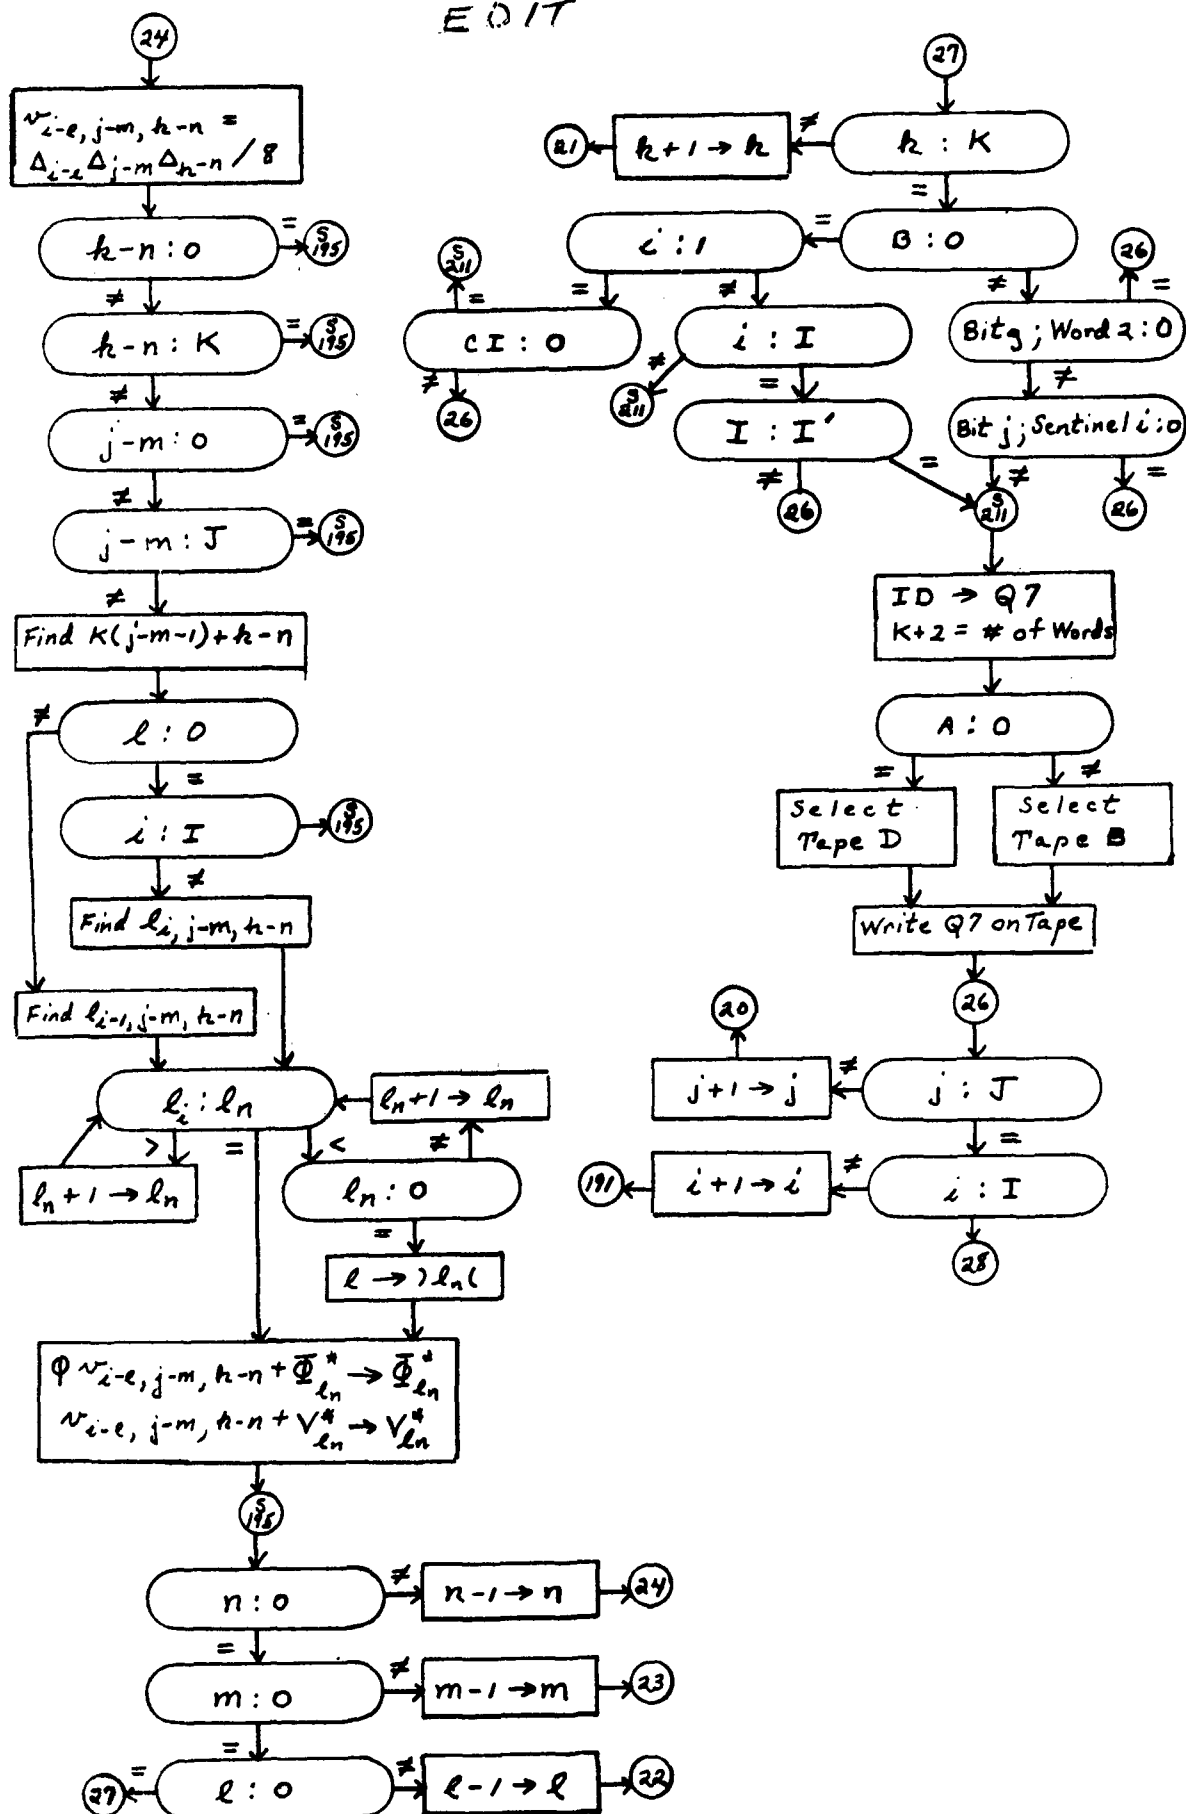 EDIT
24
v i-l, j-m, k-n =
Δ i-l Δ j-m Δ k-n / 8
k-n : 0
=
S 195
≠
k-n : K
=
S 195
≠
j-m : 0
=
S 195
≠
j-m : J
=
S 195
≠
Find K(j-m-1)+k-n
l : 0
≠
=
i : I
S 195
≠
Find l i, j-m, k-n
Find l i-1, j-m, k-n
l i : l n
l n +1 → l n
>
=
<
≠
l n +1 → l n
l n : 0
=
l → ) l n (
φ v i-l, j-m, k-n + Φ* l n → Φ* l n
v i-l, j-m, k-n + V* l n → V* l n
S 195
n : 0
≠
n-1 → n
24
=
m : 0
≠
m-1 → m
23
=
l : 0
=
27
≠
l-1 → l
22
27
k : K
≠
k+1 → k
21
=
B : 0
=
i : 1
≠
26
S 211
=
=
≠
=
C I : 0
i : I
Bit g ; Word 2 : 0
≠
26
≠
S 211
=
≠
I : I'
Bit j ; Sentinel i : 0
≠
26
=
S 211
≠
=
26
ID → Q7
K+2 = # of Words
A : 0
=
≠
Select
Tape D
Select
Tape B
Write Q7 on Tape
26
20
j+1 → j
≠
j : J
=
191
i+1 → i
≠
i : I
28